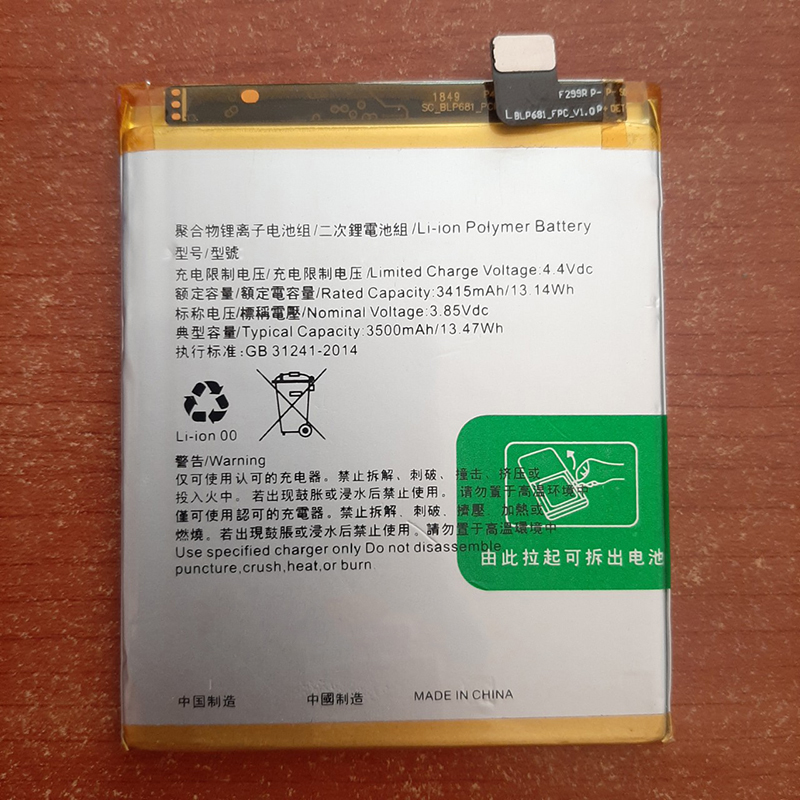 1849
SC_BLP681_PC
F299R P-
P-
LBLP681_FPC_V1.0
P+
聚合物锂离子电池组/二次鋰電池組/Li-ion Polymer Battery
型号/型號
充电限制电压/充电限制电压/Limited Charge Voltage:4.4Vdc
额定容量/額定電容量/Rated Capacity:3415mAh/13.14Wh
标称电压/標稱電壓/Nominal Voltage:3.85Vdc
典型容量/Typical Capacity:3500mAh/13.47Wh
执行标准:GB 31241-2014
Li-ion 00
警告/Warning
仅可使用认可的充电器。禁止拆解、刺破、撞击、挤压或
投入火中。若出现鼓胀或浸水后禁止使用。请勿置于高温环境中
僅可使用認可的充電器。禁止拆解、刺破、擠壓、加熱或
燃燒。若出現鼓脹或浸水后禁止使用。請勿置于高溫環境中
Use specified charger only Do not disassemble
puncture,crush,heat,or burn.
由此拉起可拆出电池
中国制造 中國制造 MADE IN CHINA